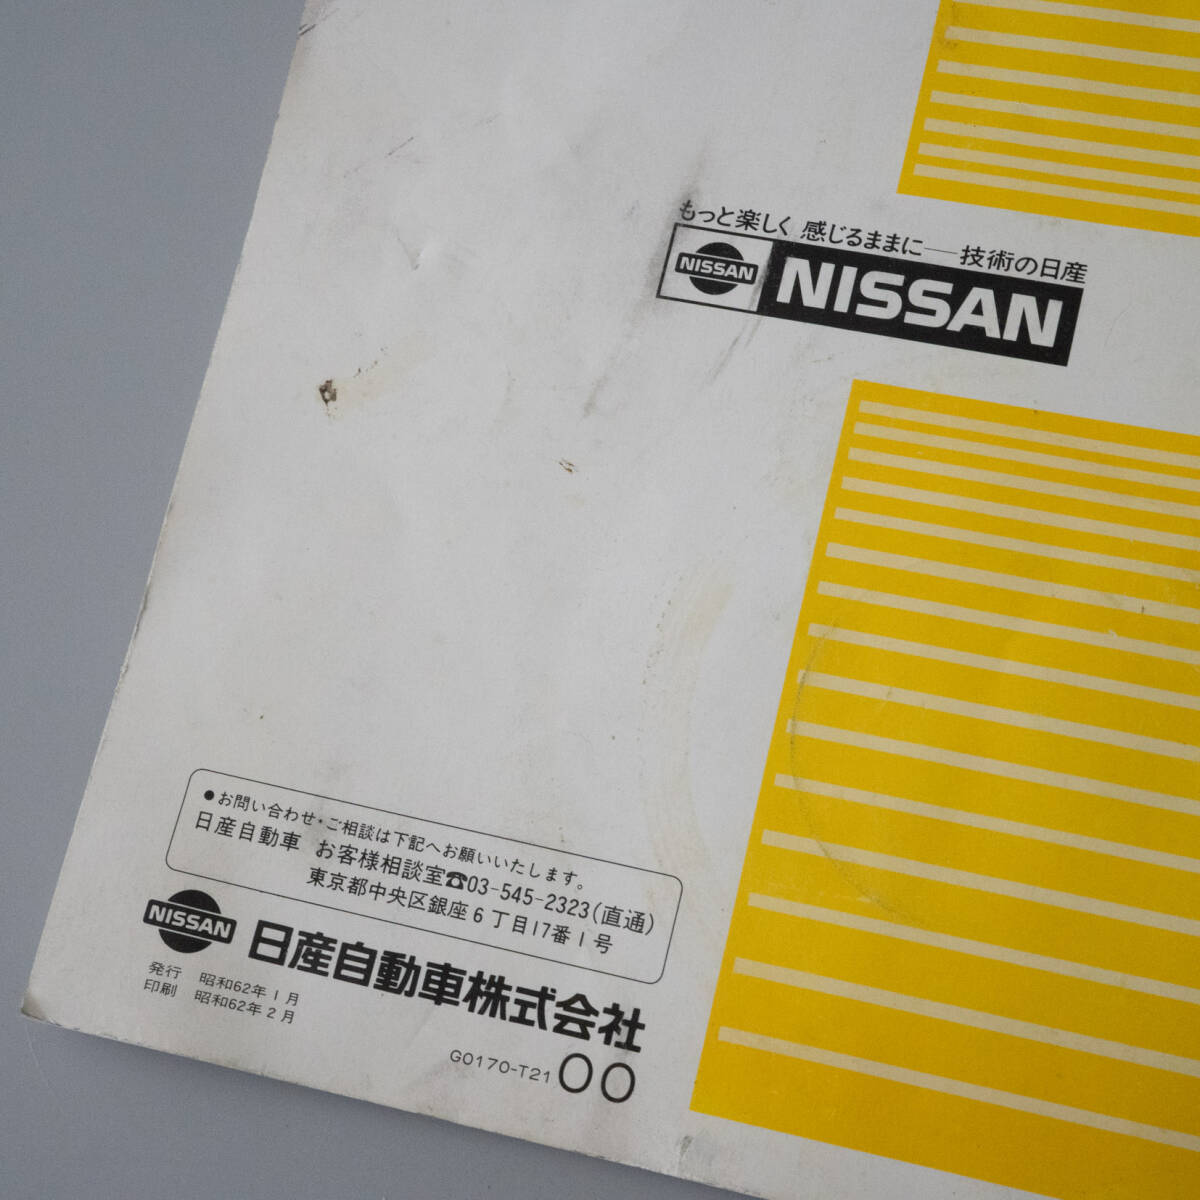 もっと楽しく 感じるままに──技術の日産
NISSAN NISSAN
●お問い合わせ・ご相談は下記へお願いいたします。
日産自動車 お客様相談室☎03-545-2323(直通)
東京都中央区銀座6丁目17番1号
NISSAN 日産自動車株式会社
発行 昭和62年1月
印刷 昭和62年2月
G0170-T21 00